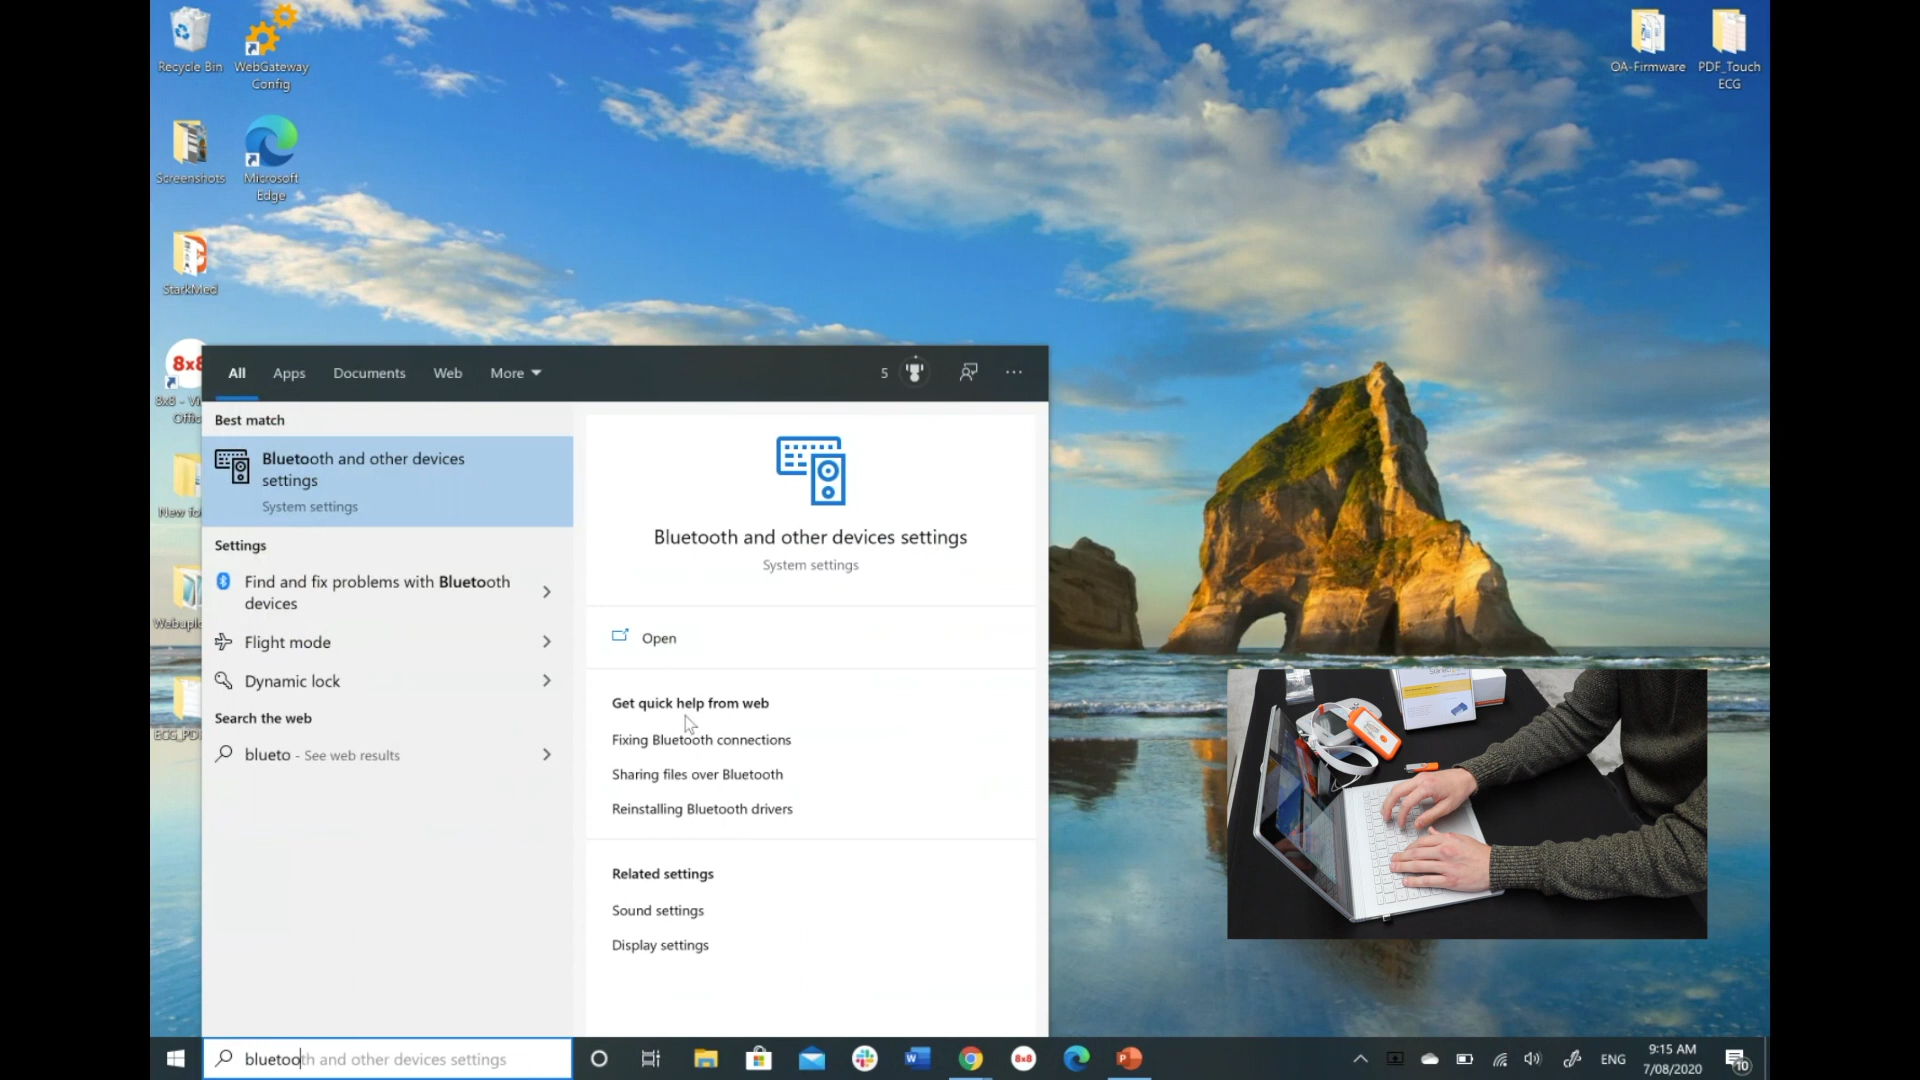 Recycle Bin
WebGateway
Config
OA-Firmware
PDF_Touch
ECG
Screenshots
Microsoft
Edge
StarkMed
8x8
All
Apps
Documents
Web
More
5
Best match
Bluetooth and other devices
settings
System settings
Settings
Find and fix problems with Bluetooth
devices
Flight mode
Dynamic lock
Search the web
blueto - See web results
Bluetooth and other devices settings
System settings
Open
Get quick help from web
Fixing Bluetooth connections
Sharing files over Bluetooth
Reinstalling Bluetooth drivers
Related settings
Sound settings
Display settings
bluetooth and other devices settings
8x8
ENG
9:15 AM
7/08/2020
10